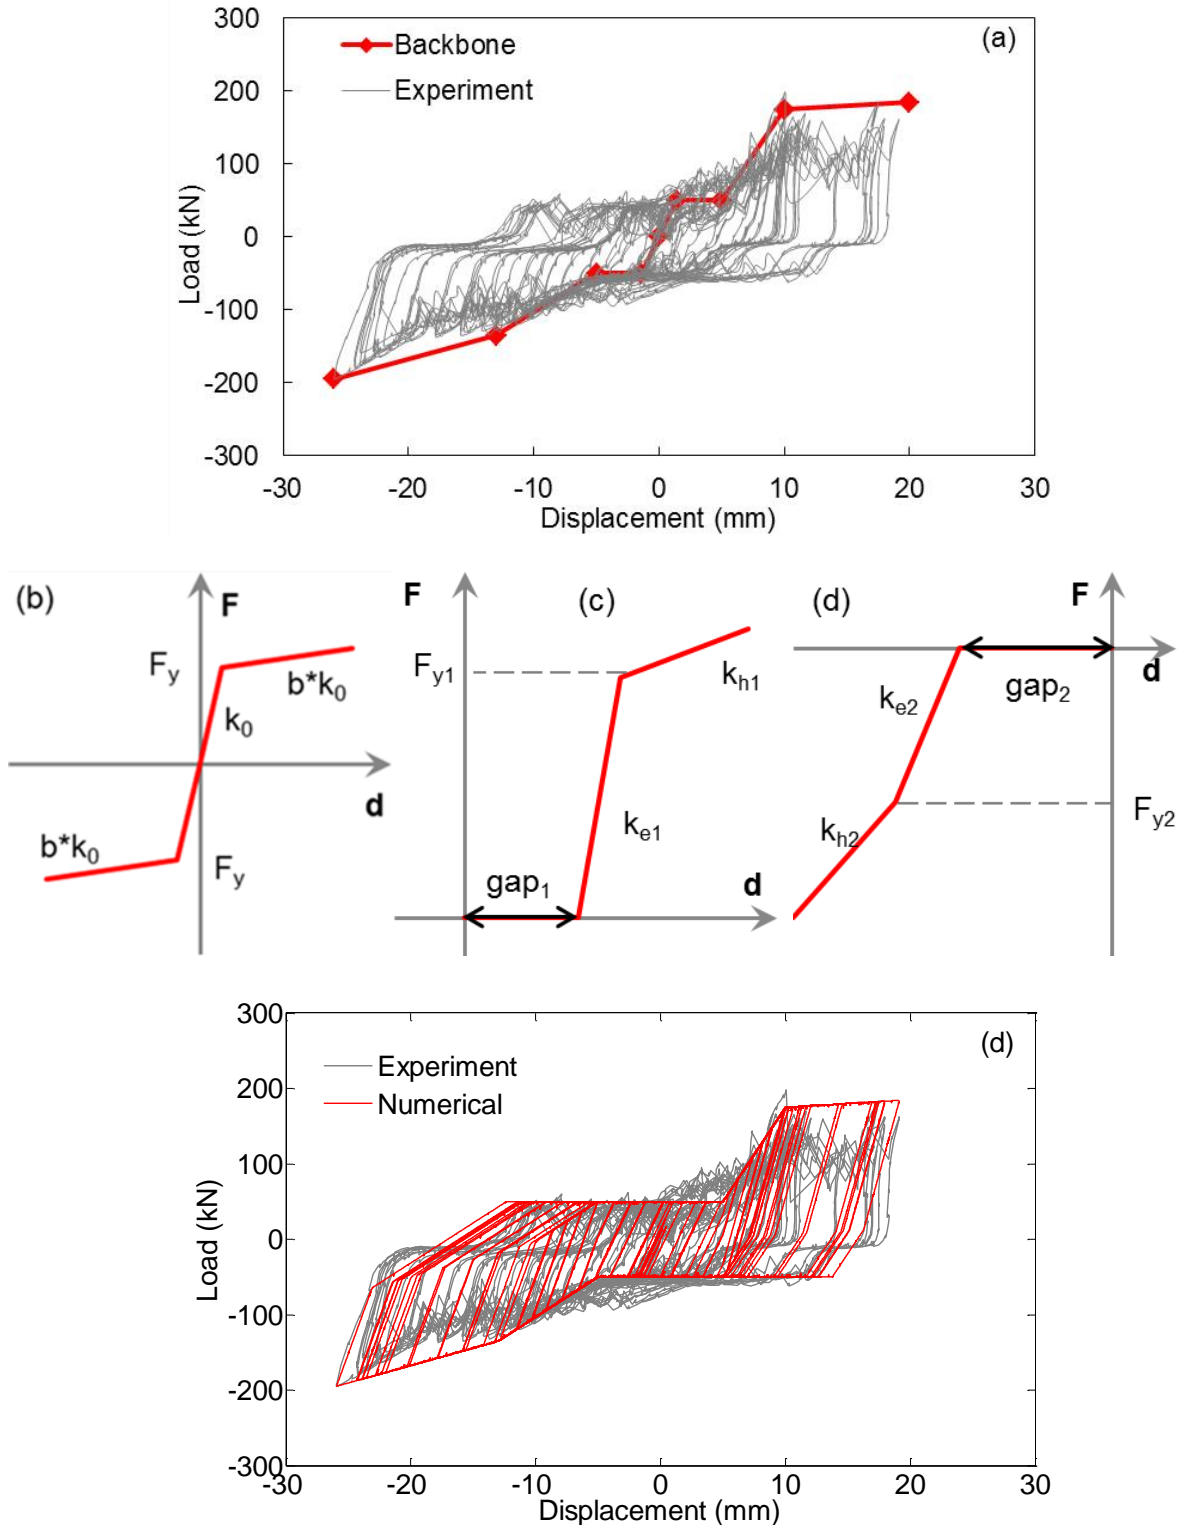 300
(a)
Backbone
200
Experiment
100
0
-100
-200
-300
-30 -20 -10 0 10 20 30
Load (kN)
Displacement (mm)
(b)
F
Fy
b*k0
k0
d
b*k0
Fy
F
(c)
Fy1
kh1
ke1
gap1
d
(d)
F
d
gap2
ke2
Fy2
kh2
300
(d)
Experiment
200
Numerical
100
0
-100
-200
-300
-30 -20 -10 0 10 20 30
Load (kN)
Displacement (mm)